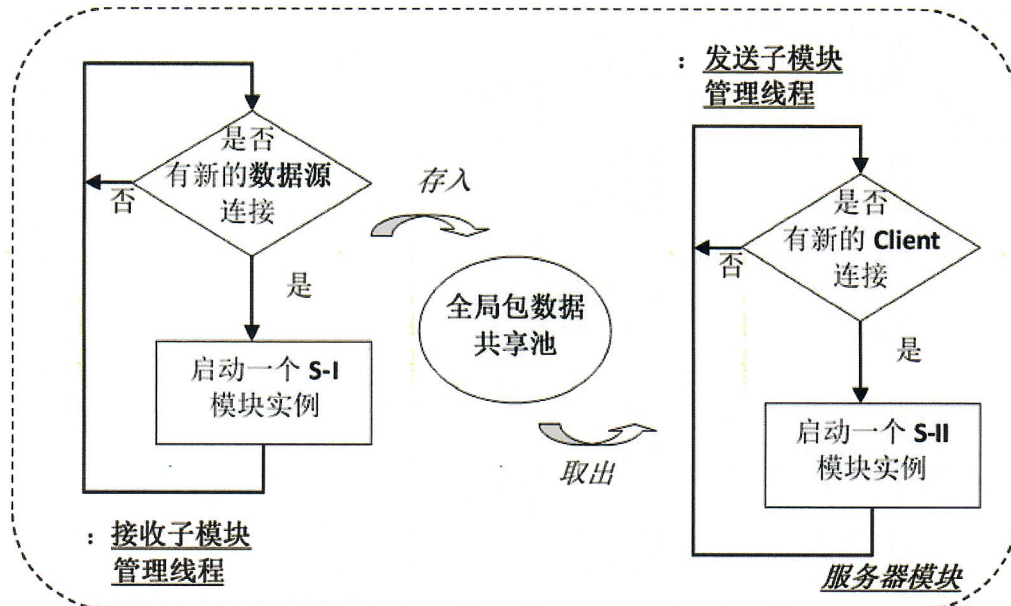 是否
有新的数据源
连接
否
是
启动一个 S-I
模块实例
：接收子模块
管理线程
存入
全局包数据
共享池
取出
：发送子模块
管理线程
是否
有新的 Client
连接
否
是
启动一个 S-II
模块实例
服务器模块